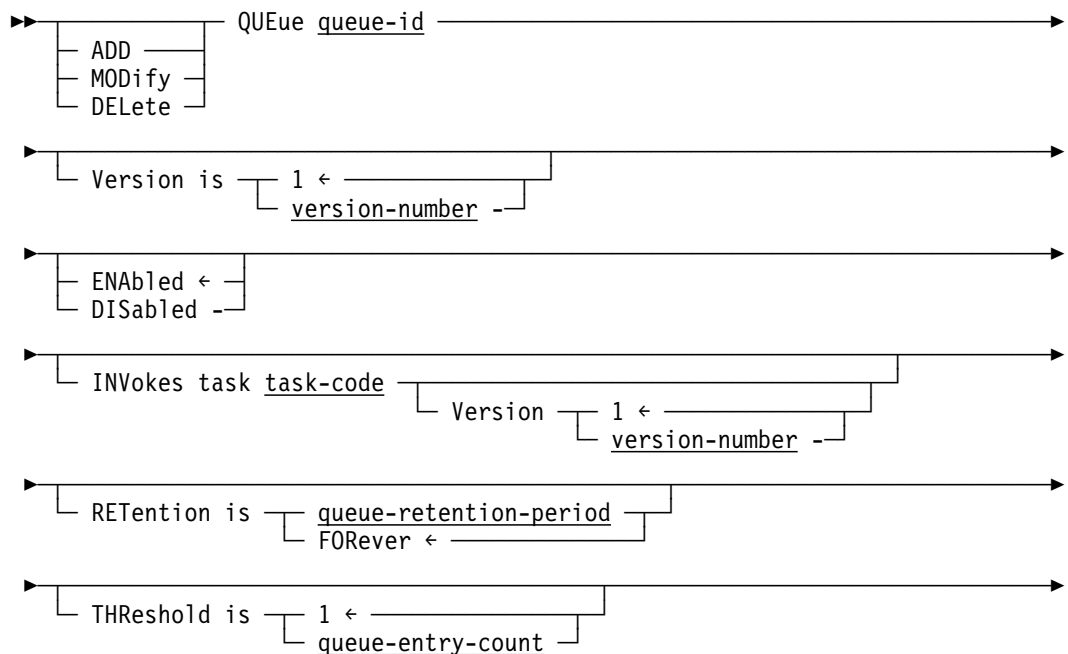 QUEue queue-id
ADD
MODify
DELete
Version is 1 ←
version-number
ENAbled ←
DISabled
INVokes task task-code
Version 1 ←
version-number
RETention is queue-retention-period
FORever ←
THReshold is 1 ←
queue-entry-count